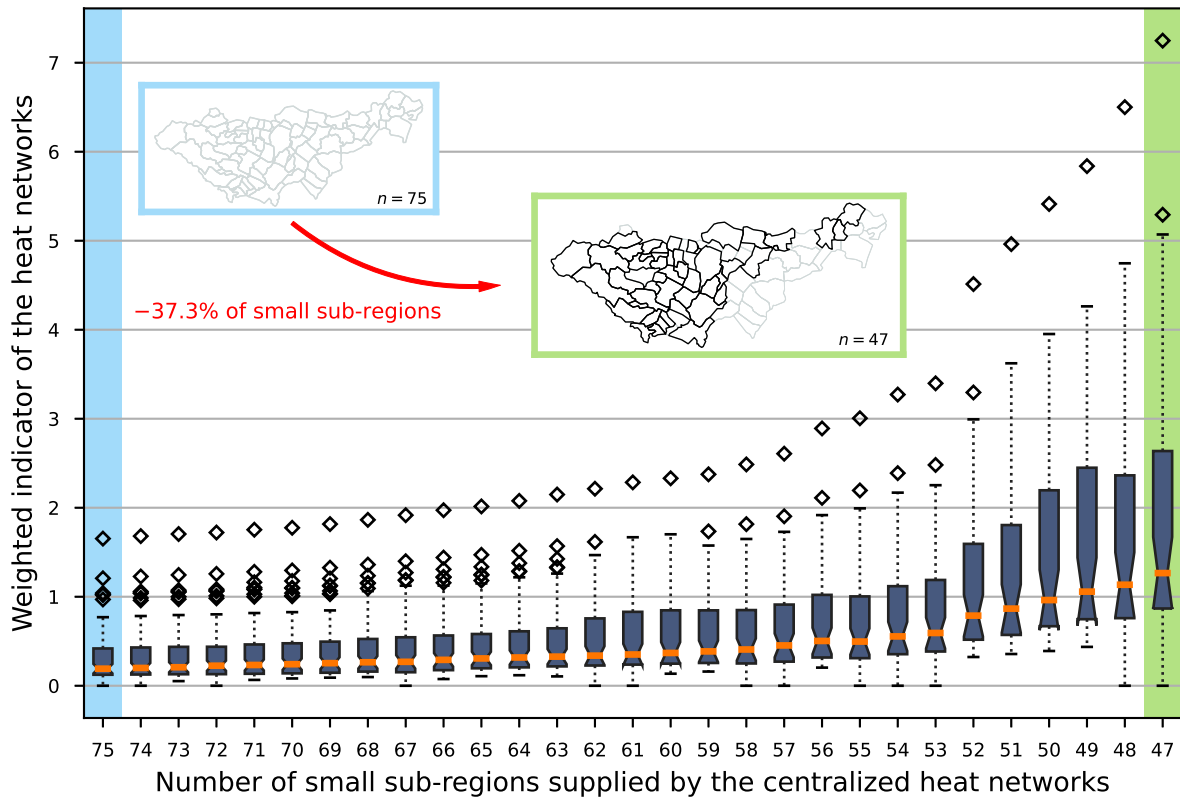 Weighted indicator of the heat networks
7
6
5
4
3
2
1
0
n = 75
−37.3% of small sub-regions
n = 47
75 74 73 72 71 70 69 68 67 66 65 64 63 62 61 60 59 58 57 56 55 54 53 52 51 50 49 48 47
Number of small sub-regions supplied by the centralized heat networks